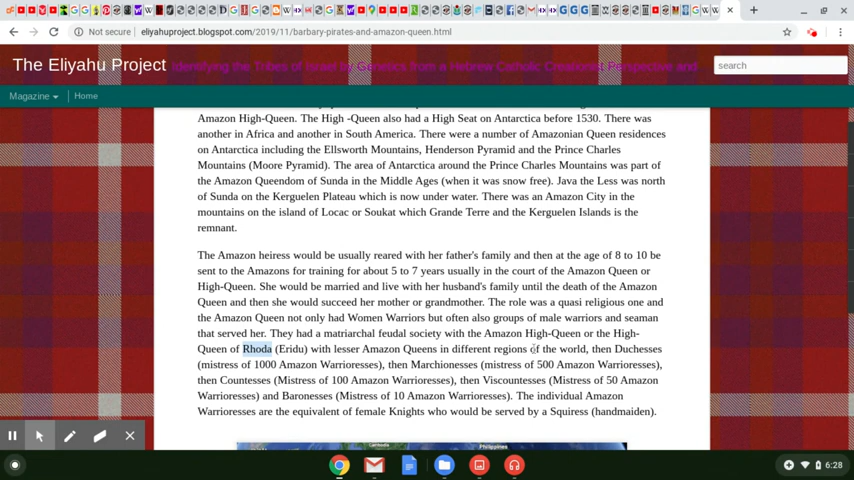 Not secure | eliyahuproject.blogspot.com/2019/11/barbary-pirates-and-amazon-queen.html
The Eliyahu Project Identifying the Tribes of Israel by Genetics from a Hebrew Catholic Creationist Perspective and
search
Magazine Home
Amazon High-Queen. The High -Queen also had a High Seat on Antarctica before 1530. There was
another in Africa and another in South America. There were a number of Amazonian Queen residences
on Antarctica including the Ellsworth Mountains, Henderson Pyramid and the Prince Charles
Mountains (Moore Pyramid). The area of Antarctica around the Prince Charles Mountains was part of
the Amazon Queendom of Sunda in the Middle Ages (when it was snow free). Java the Less was north
of Sunda on the Kerguelen Plateau which is now under water. There was an Amazon City in the
mountains on the island of Locac or Soukat which Grande Terre and the Kerguelen Islands is the
remnant.
The Amazon heiress would be usually reared with her father's family and then at the age of 8 to 10 be
sent to the Amazons for training for about 5 to 7 years usually in the court of the Amazon Queen or
High-Queen. She would be married and live with her husband's family until the death of the Amazon
Queen and then she would succeed her mother or grandmother. The role was a quasi religious one and
the Amazon Queen not only had Women Warriors but often also groups of male warriors and seaman
that served her. They had a matriarchal feudal society with the Amazon High-Queen or the High-
Queen of Rhoda (Eridu) with lesser Amazon Queens in different regions of the world, then Duchesses
(mistress of 1000 Amazon Warrioresses), then Marchionesses (mistress of 500 Amazon Warrioresses),
then Countesses (Mistress of 100 Amazon Warrioresses), then Viscountesses (Mistress of 50 Amazon
Warrioresses) and Baronesses (Mistress of 10 Amazon Warrioresses). The individual Amazon
Warrioresses are the equivalent of female Knights who would be served by a Squiress (handmaiden).
Cambodia Philippines
6:28